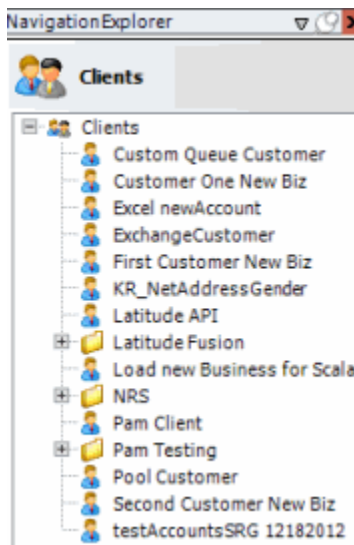 NavigationExplorer
Clients
Clients
Custom Queue Customer
Customer One New Biz
Excel newAccount
ExchangeCustomer
First Customer New Biz
KR_NetAddressGender
Latitude API
Latitude Fusion
Load new Business for Scala
NRS
Pam Client
Pam Testing
Pool Customer
Second Customer New Biz
testAccountsSRG 12182012